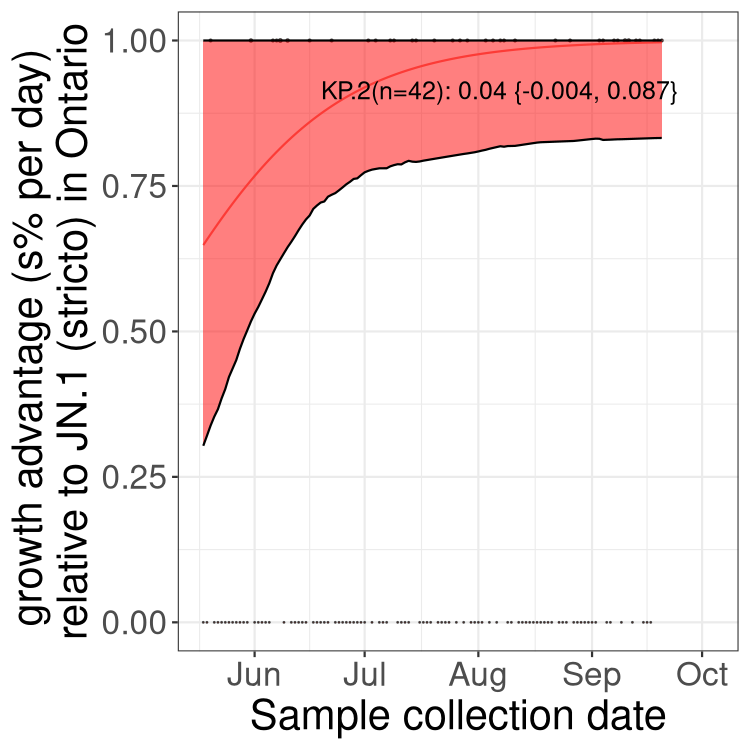 growth advantage (s% per day)
relative to JN.1 (stricto) in Ontario
1.00
0.75
0.50
0.25
0.00
KP.2(n=42): 0.04 {-0.004, 0.087}
Jun Jul Aug Sep Oct
Sample collection date